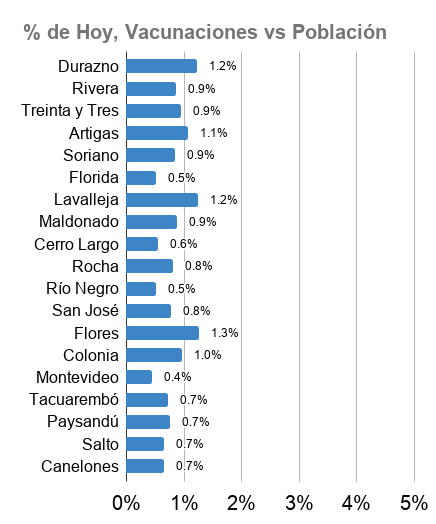 % de Hoy, Vacunaciones vs Población
Durazno 1.2%
Rivera 0.9%
Treinta y Tres 0.9%
Artigas 1.1%
Soriano 0.9%
Florida 0.5%
Lavalleja 1.2%
Maldonado 0.9%
Cerro Largo 0.6%
Rocha 0.8%
Río Negro 0.5%
San José 0.8%
Flores 1.3%
Colonia 1.0%
Montevideo 0.4%
Tacuarembó 0.7%
Paysandú 0.7%
Salto 0.7%
Canelones 0.7%
0% 1% 2% 3% 4% 5%